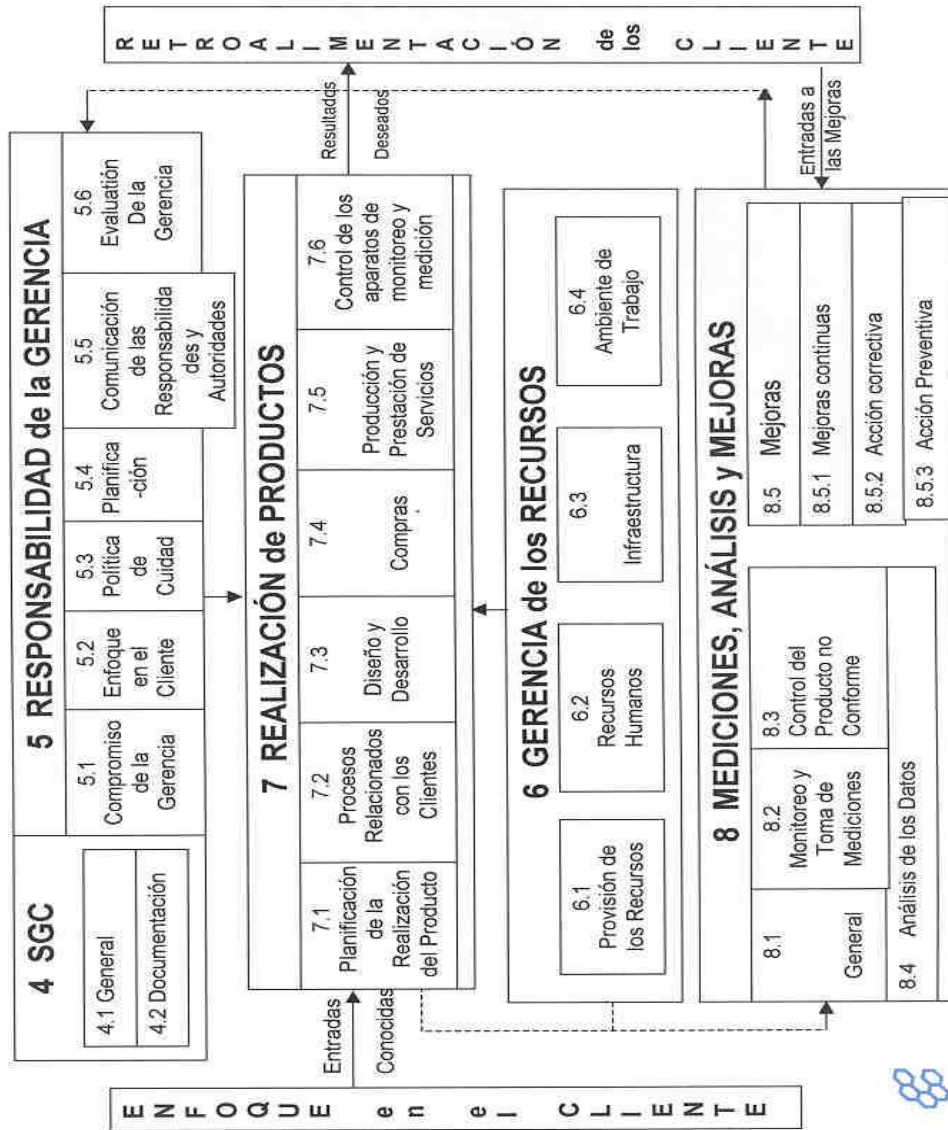 ENFOQUE en el CLIENTE
Entradas
Conocidas
4 SGC
4.1 General
4.2 Documentación
5 RESPONSABILIDAD de la GERENCIA
5.1
Compromiso
de la
Gerencia
5.2
Enfoque
en el
Cliente
5.3
Política
de
Cuidad
5.4
Planifica
-ción
5.5
Comunicación
de las
Responsabilida
des y
Autoridades
5.6
Evaluatión
De la
Gerencia
7 REALIZACIÓN de PRODUCTOS
7.1
Planificación
de la
Realización
del Producto
7.2
Procesos
Relacionados
con los
Clientes
7.3
Diseño y
Desarrollo
7.4
Compras
7.5
Producción y
Prestación de
Servicios
7.6
Control de los
aparatos de
monitoreo y
medición
Resultados
Deseados
6 GERENCIA de los RECURSOS
6.1
Provisión de
los Recursos
6.2
Recursos
Humanos
6.3
Infraestructura
6.4
Ambiente de
Trabajo
8 MEDICIONES, ANÁLISIS y MEJORAS
8.1
General
8.2
Monitoreo y
Toma de
Mediciones
8.3
Control del
Producto no
Conforme
8.4 Análisis de los Datos
8.5 Mejoras
8.5.1 Mejoras continuas
8.5.2 Acción correctiva
8.5.3 Acción Preventiva
Entradas a
las Mejoras
RETROALIMENTACIÓN de los CLIENTE